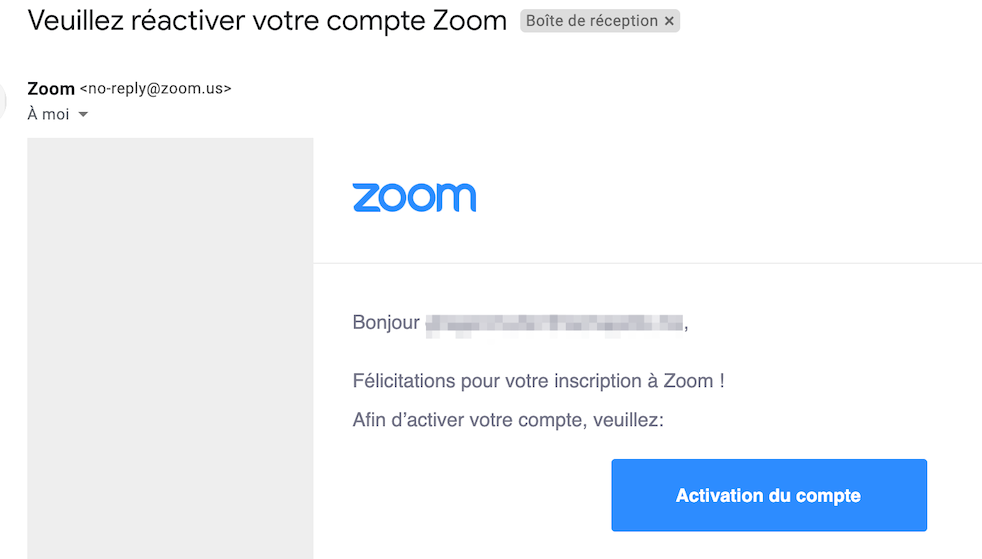 Veuillez réactiver votre compte Zoom Boîte de réception ×
Zoom <no-reply@zoom.us>
À moi
zoom
Bonjour ,
Félicitations pour votre inscription à Zoom !
Afin d’activer votre compte, veuillez:
Activation du compte